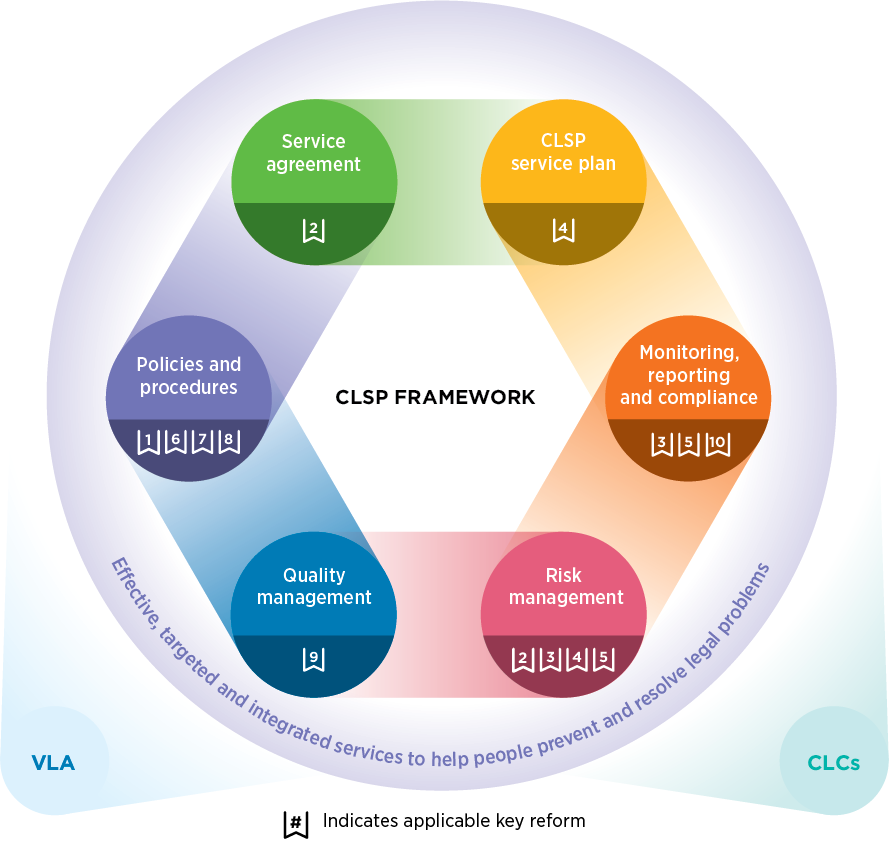 Service
agreement
2
CLSP
service plan
4
Policies and
procedures
1 6 7 8
CLSP FRAMEWORK
Monitoring,
reporting
and compliance
3 5 10
Quality
management
9
Risk
management
2 3 4 5
Effective, targeted and integrated services to help people prevent and resolve legal problems
VLA
CLCs
# Indicates applicable key reform